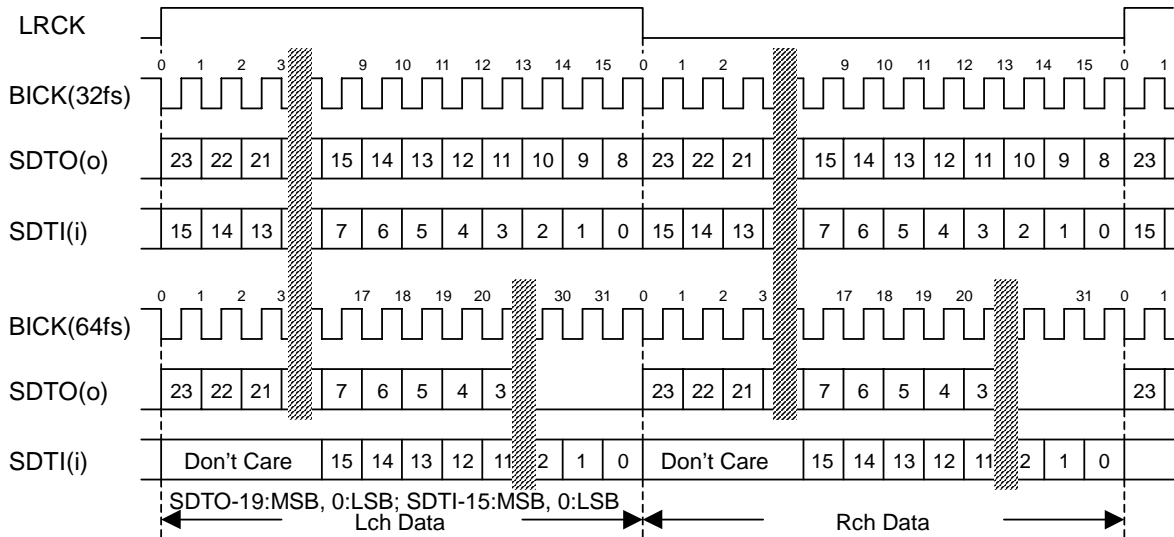 LRCK
0 1 2 3 9 10 11 12 13 14 15 0 1 2 9 10 11 12 13 14 15 0 1
BICK(32fs)
SDTO(o) 23 22 21 15 14 13 12 11 10 9 8 23 22 21 15 14 13 12 11 10 9 8 23
SDTI(i) 15 14 13 7 6 5 4 3 2 1 0 15 14 13 7 6 5 4 3 2 1 0 15
0 1 2 3 17 18 19 20 30 31 0 1 2 3 17 18 19 20 31 0 1
BICK(64fs)
SDTO(o) 23 22 21 7 6 5 4 3 23 22 21 7 6 5 4 3 23
SDTI(i) Don't Care 15 14 13 12 11 2 1 0 Don't Care 15 14 13 12 11 2 1 0
SDTO-19:MSB, 0:LSB; SDTI-15:MSB, 0:LSB
Lch Data Rch Data